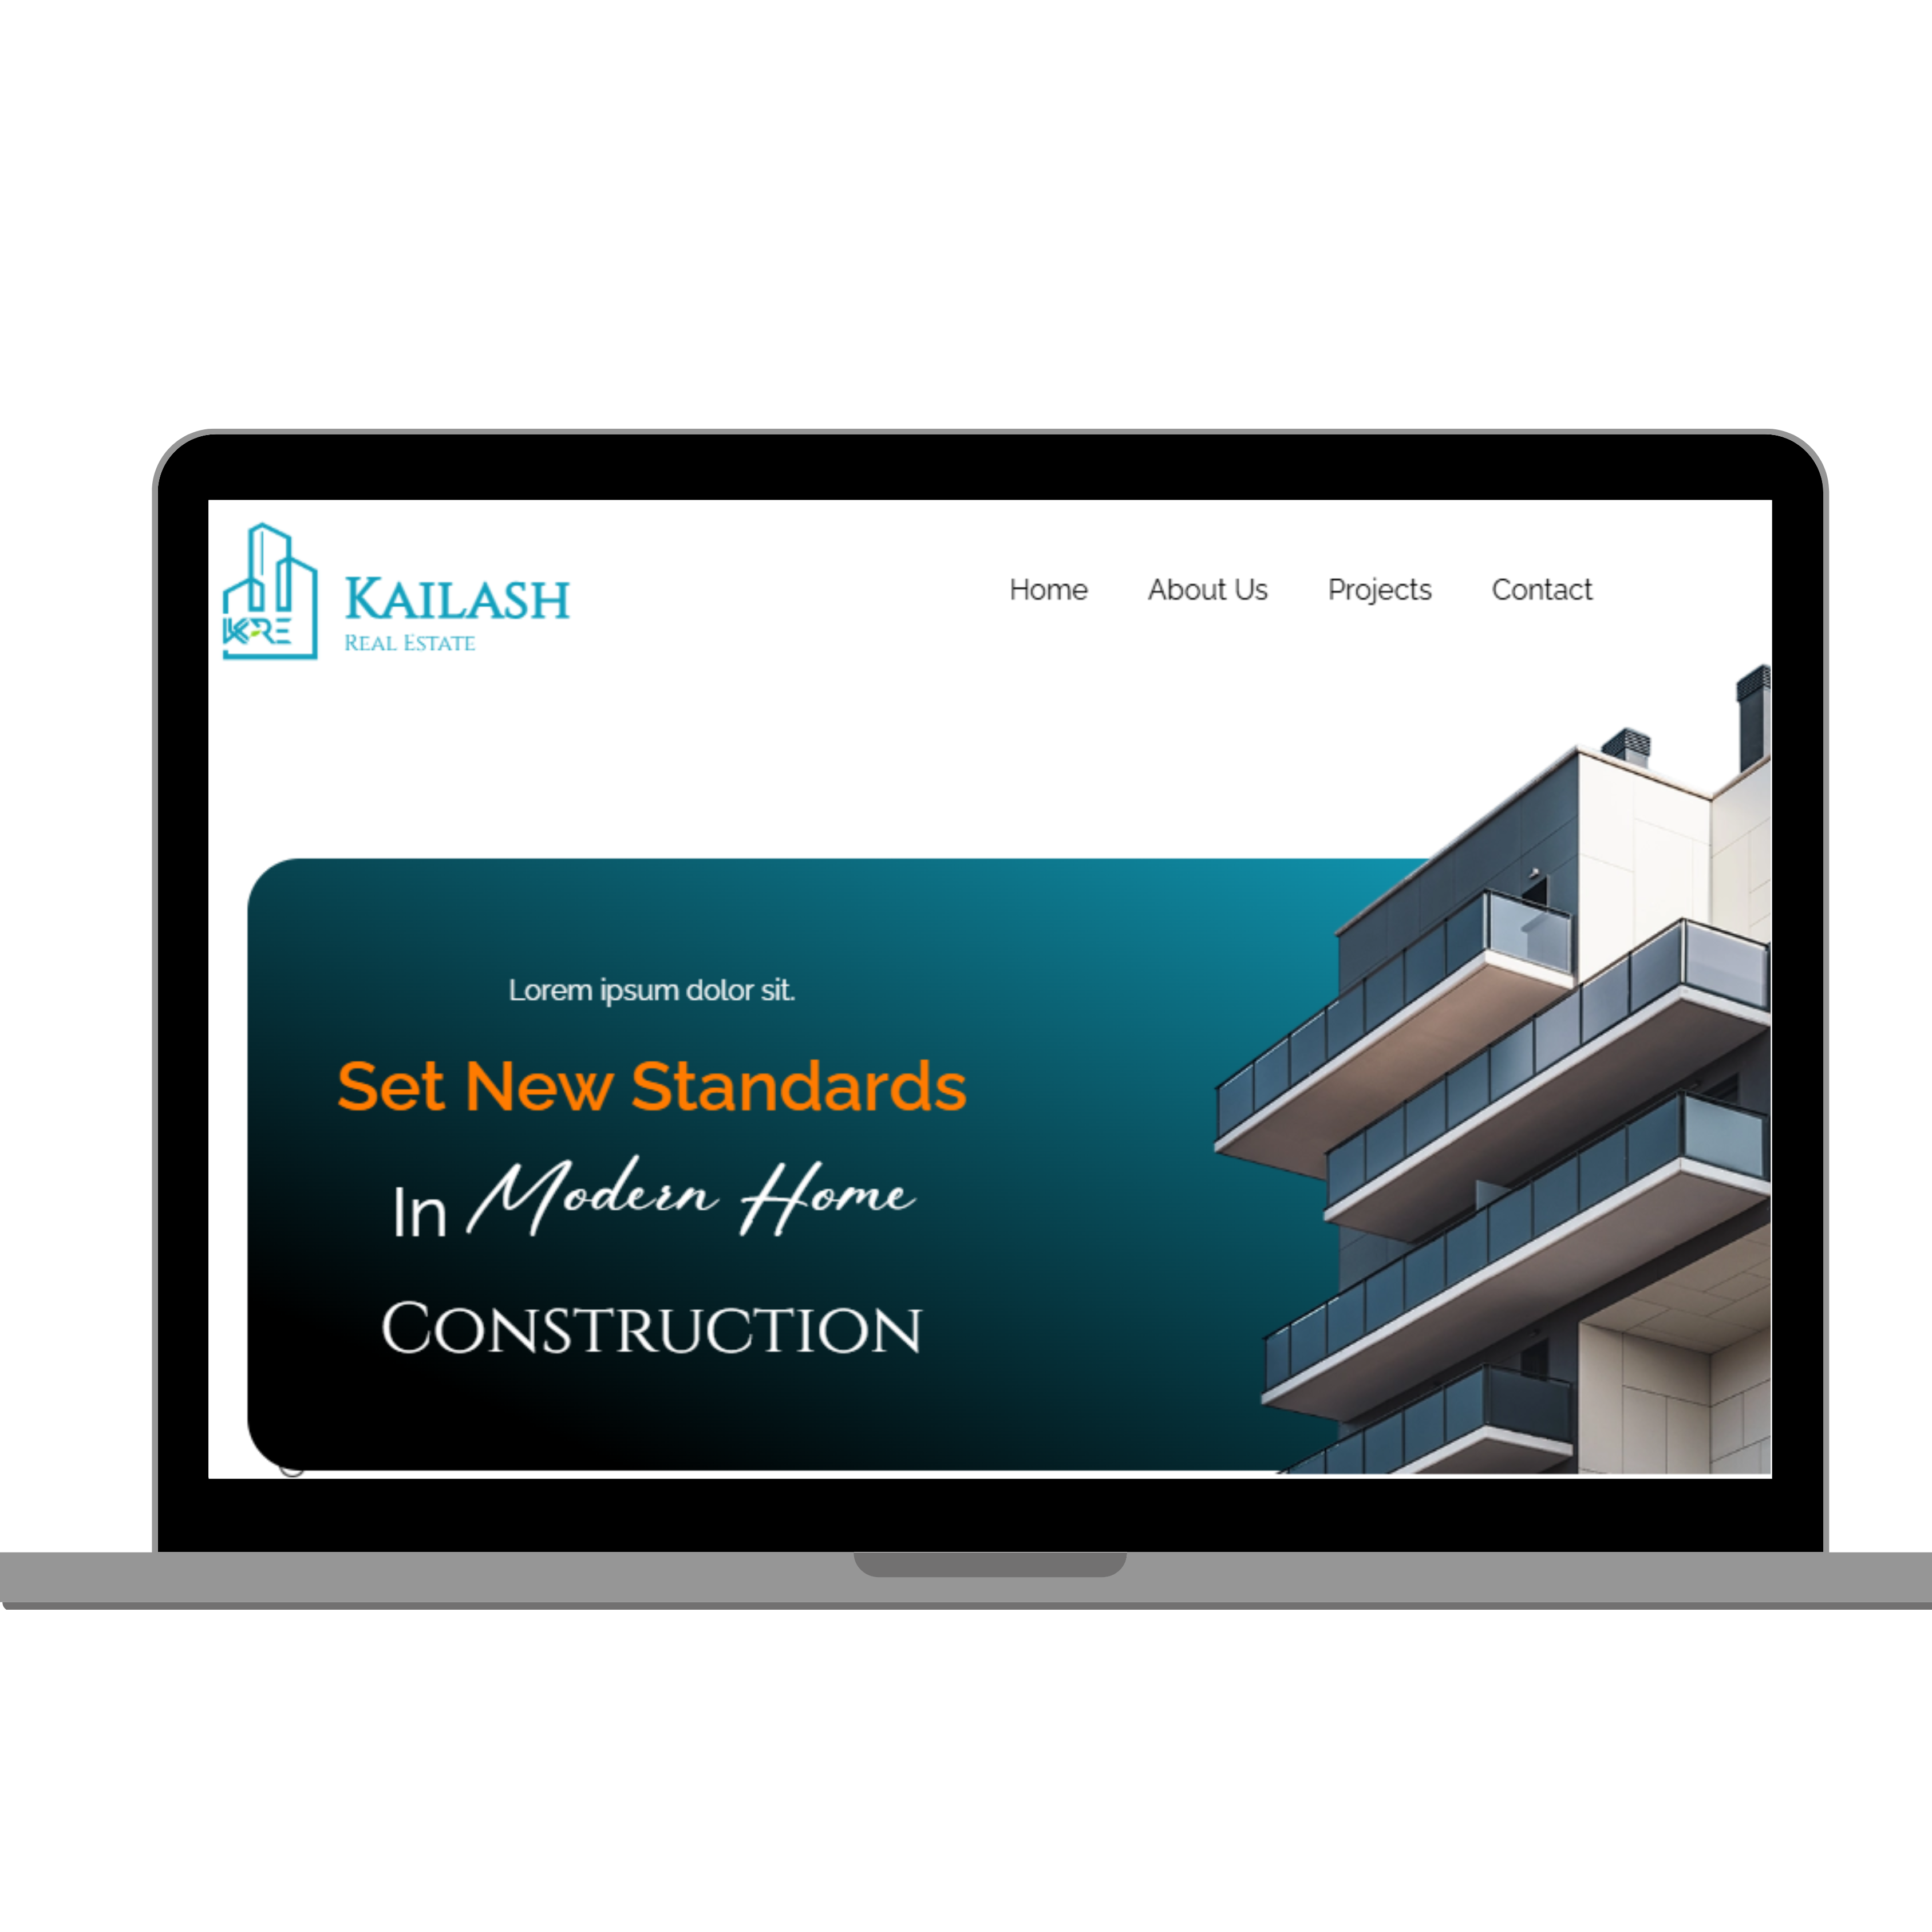 KAILASH
REAL ESTATE
KRE
Home About Us Projects Contact
Lorem ipsum dolor sit.
Set New Standards
In Modern Home
CONSTRUCTION